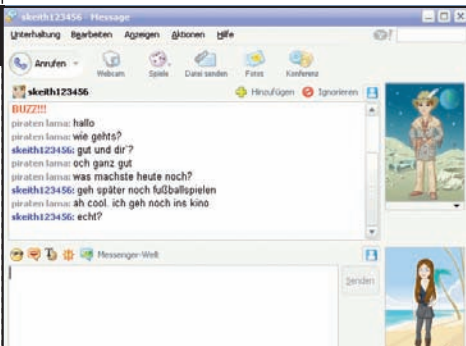 skeith123456 - Message
Unterhaltung Bearbeiten Anzeigen Aktionen Hilfe
Anrufen Webcam Spiele Datei senden Fotos Konferenz
skeith123456 Hinzufügen Ignorieren
BUZZ!!!
piraten lama: hallo
piraten lama: wie gehts?
skeith123456: gut und dir'?
piraten lama: och ganz gut
piraten lama: was machste heute noch?
skeith123456: geh später noch fußballspielen
piraten lama: ah cool. ich geh noch ins kino
skeith123456: echt?
Messenger-Welt
Senden